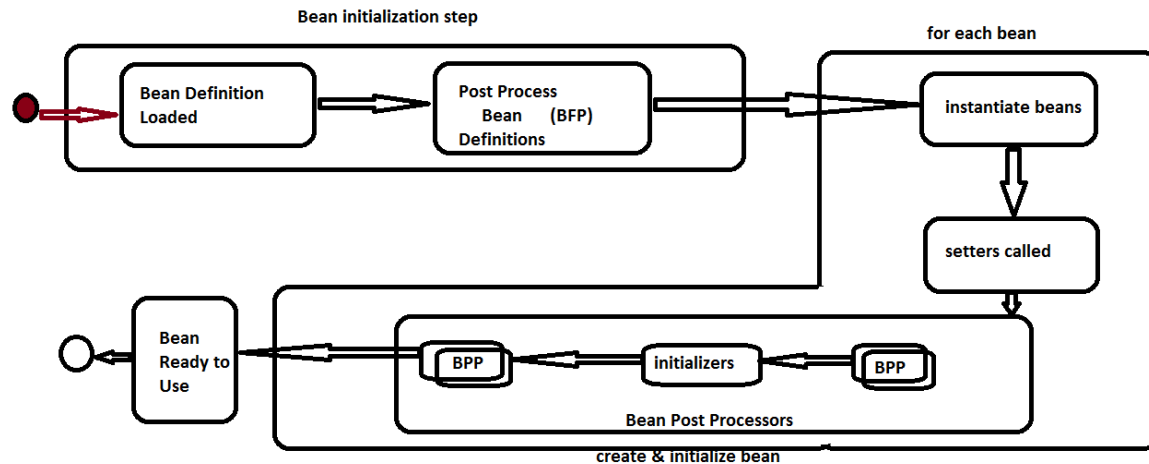 Bean initialization step
for each bean
Bean Definition
Loaded
Post Process
Bean (BFP)
Definitions
instantiate beans
setters called
Bean
Ready to
Use
BPP
initializers
BPP
Bean Post Processors
create & initialize bean